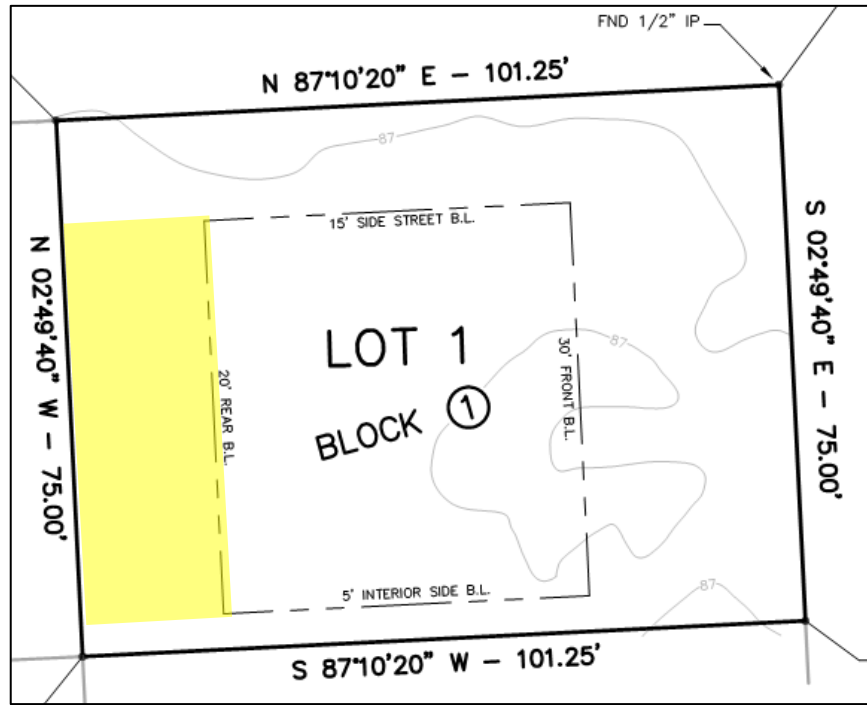 FND 1/2" IP
N 87°10'20" E - 101.25'
87
15' SIDE STREET B.L.
N 02°49'40" W - 75.00'
S 02°49'40" E - 75.00'
LOT 1
87
30' FRONT B.L.
20' REAR B.L.
BLOCK 1
87
5' INTERIOR SIDE B.L.
S 87°10'20" W - 101.25'